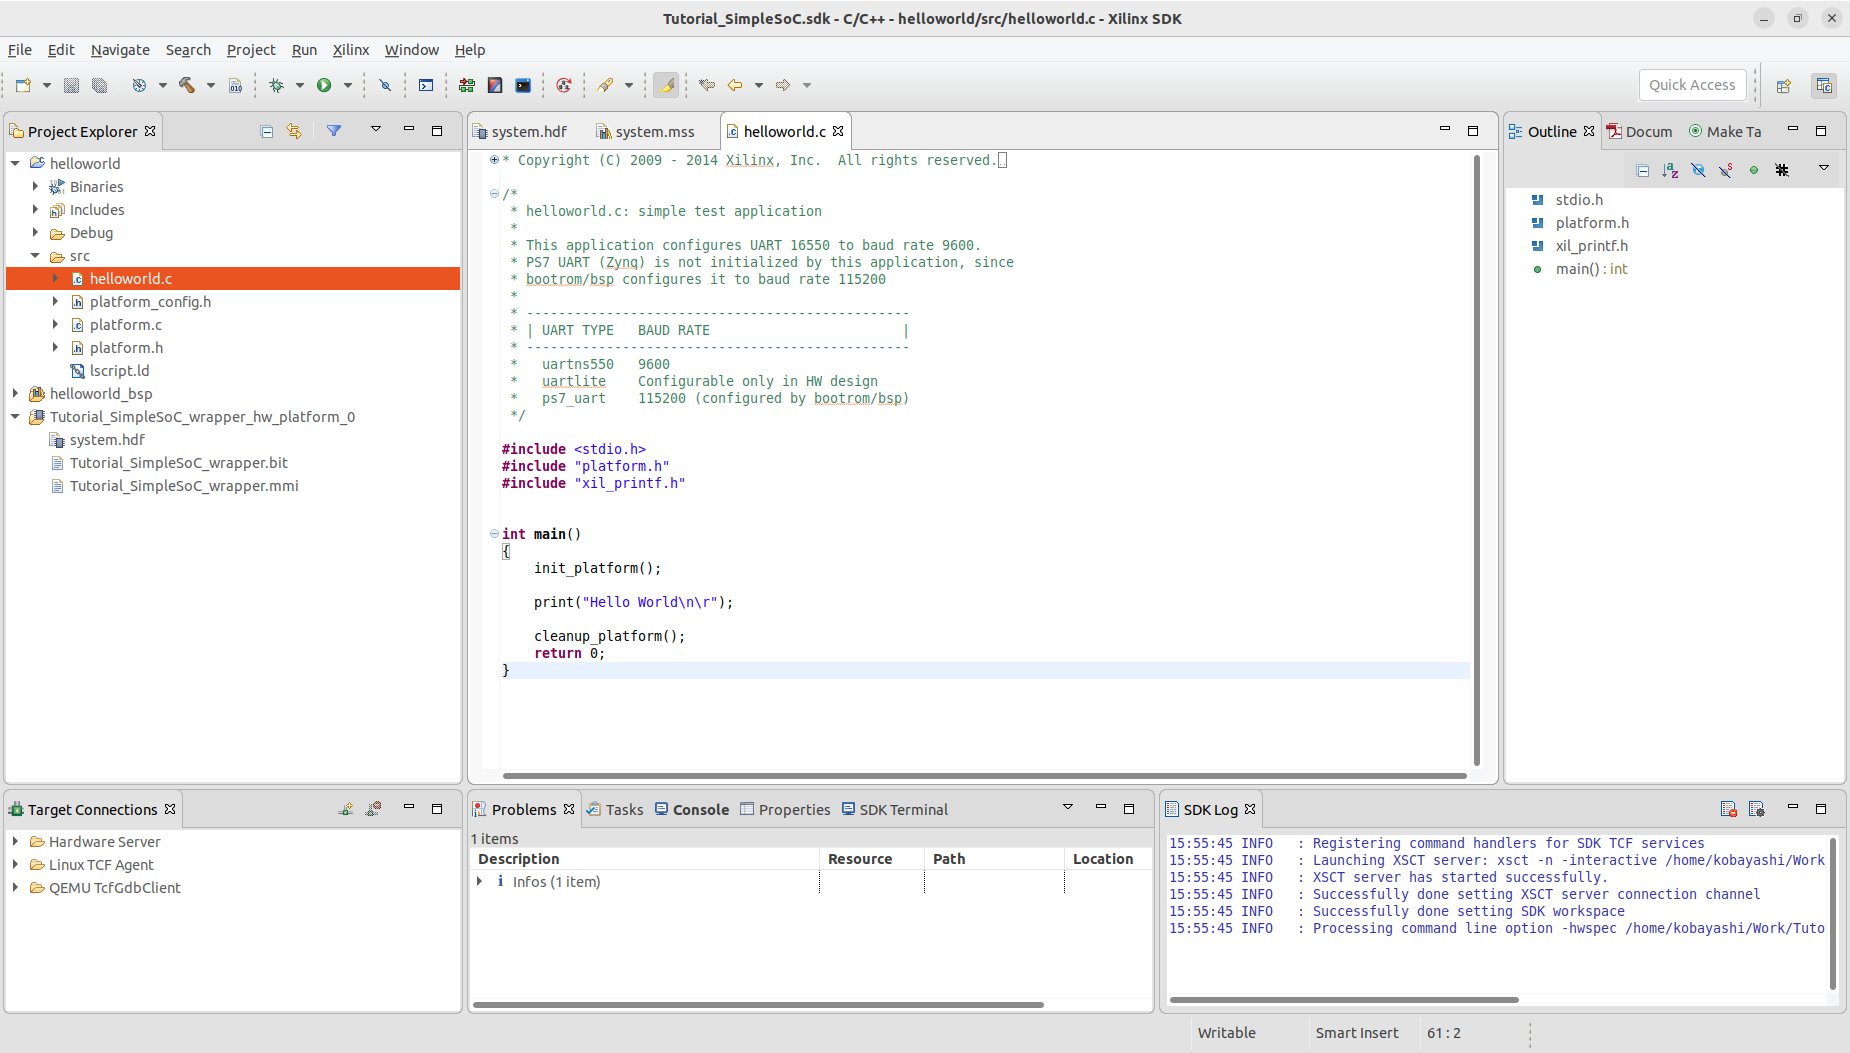 Tutorial_SimpleSoC.sdk - C/C++ - helloworld/src/helloworld.c - Xilinx SDK
File Edit Navigate Search Project Run Xilinx Window Help
Quick Access
Project Explorer
helloworld
Binaries
Includes
Debug
src
helloworld.c
platform_config.h
platform.c
platform.h
lscript.ld
helloworld_bsp
Tutorial_SimpleSoC_wrapper_hw_platform_0
system.hdf
Tutorial_SimpleSoC_wrapper.bit
Tutorial_SimpleSoC_wrapper.mmi
system.hdf system.mss helloworld.c
* Copyright (C) 2009 - 2014 Xilinx, Inc.  All rights reserved.
/*
 * helloworld.c: simple test application
 *
 * This application configures UART 16550 to baud rate 9600.
 * PS7 UART (Zynq) is not initialized by this application, since
 * bootrom/bsp configures it to baud rate 115200
 *
 * ------------------------------------------------
 * | UART TYPE   BAUD RATE                        |
 * ------------------------------------------------
 *   uartns550   9600
 *   uartlite    Configurable only in HW design
 *   ps7_uart    115200 (configured by bootrom/bsp)
 */
#include <stdio.h>
#include "platform.h"
#include "xil_printf.h"
int main()
{
    init_platform();
    print("Hello World\n\r");
    cleanup_platform();
    return 0;
}
Outline Docum Make Ta
stdio.h
platform.h
xil_printf.h
main() : int
Target Connections
Hardware Server
Linux TCF Agent
QEMU TcfGdbClient
Problems Tasks Console Properties SDK Terminal
1 items
Description Resource Path Location
Infos (1 item)
SDK Log
15:55:45 INFO   : Registering command handlers for SDK TCF services
15:55:45 INFO   : Launching XSCT server: xsct -n -interactive /home/kobayashi/Work
15:55:45 INFO   : XSCT server has started successfully.
15:55:45 INFO   : Successfully done setting XSCT server connection channel
15:55:45 INFO   : Successfully done setting SDK workspace
15:55:45 INFO   : Processing command line option -hwspec /home/kobayashi/Work/Tuto
Writable Smart Insert 61 : 2